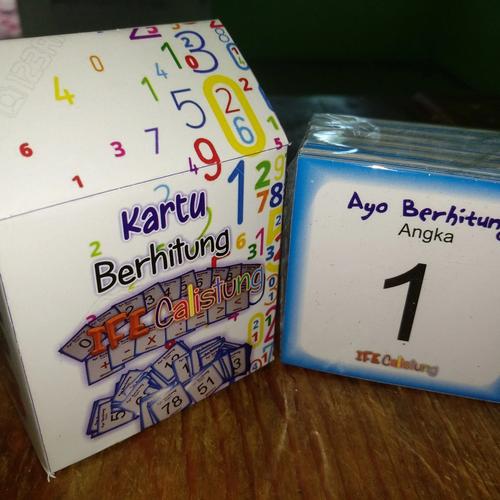 Kartu
Berhitung
IFE Calistung
Ayo Berhitung
Angka
1
IFE Calistung